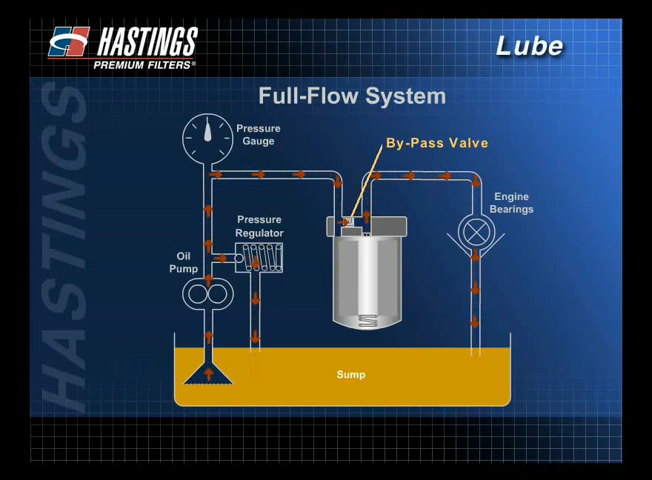 HASTINGS
PREMIUM FILTERS®
Lube
HASTINGS
Full-Flow System
Pressure
Gauge
By-Pass Valve
Engine
Bearings
Pressure
Regulator
Oil
Pump
Sump